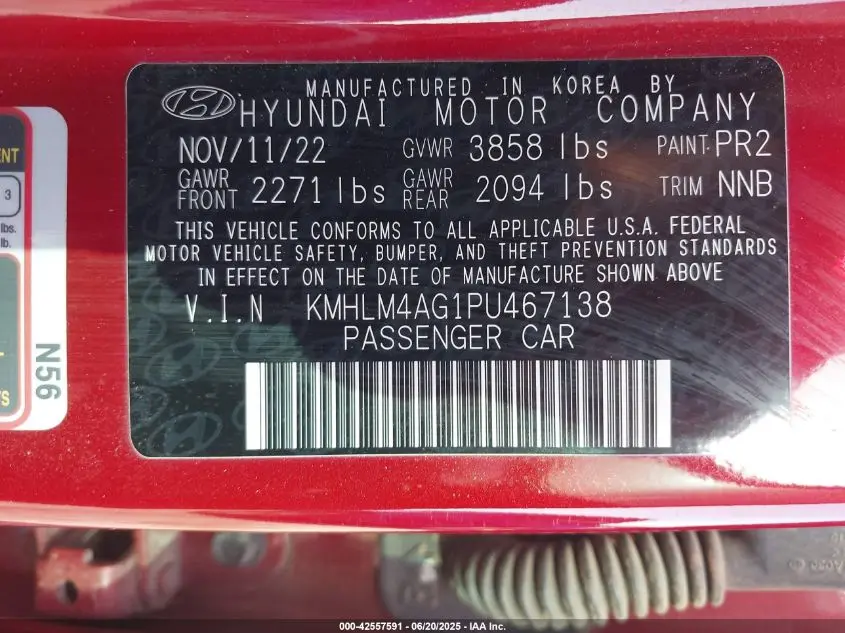 MANUFACTURED IN KOREA BY
HYUNDAI MOTOR COMPANY
NOV/11/22 GVWR 3858 lbs PAINT PR2
GAWR FRONT 2271 lbs GAWR REAR 2094 lbs TRIM NNB
THIS VEHICLE CONFORMS TO ALL APPLICABLE U.S.A. FEDERAL
MOTOR VEHICLE SAFETY, BUMPER, AND THEFT PREVENTION STANDARDS
IN EFFECT ON THE DATE OF MANUFACTURE SHOWN ABOVE
V.I.N KMHLM4AG1PU467138
PASSENGER CAR
3
lbs.
lb.
N56
000-42557591 - 06/20/2025 - IAA Inc.